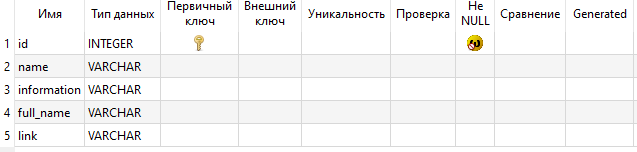 Имя Тип данных Первичный ключ Внешний ключ Уникальность Проверка Не NULL Сравнение Generated
1 id INTEGER
2 name VARCHAR
3 information VARCHAR
4 full_name VARCHAR
5 link VARCHAR